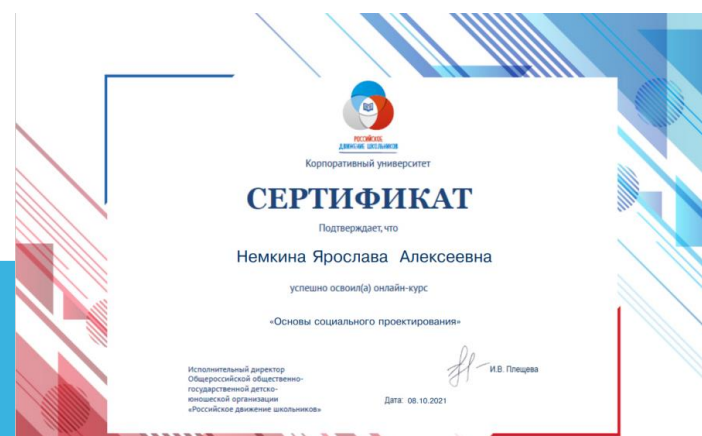 РОССИЙСКОЕ
ДВИЖЕНИЕ ШКОЛЬНИКОВ
Корпоративный университет
СЕРТИФИКАТ
Подтверждает, что
Немкина Ярослава Алексеевна
успешно освоил(а) онлайн-курс
«Основы социального проектирования»
Исполнительный директор
Общероссийской общественно-
государственной детско-
юношеской организации
«Российское движение школьников»
И.В. Плещева
Дата: 08.10.2021